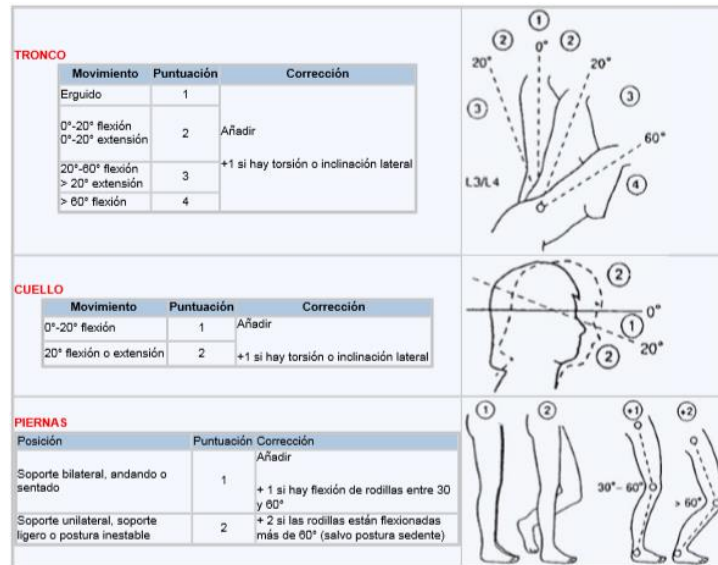 TRONCO
Movimiento Puntuación Corrección
Erguido 1
0°-20° flexión
0°-20° extensión
2
Añadir
+1 si hay torsión o inclinación lateral
20°-60° flexión
> 20° extensión
3
> 60° flexión 4
1
2 0° 2
20° 20°
3 3
60°
L3/L4 4
CUELLO
Movimiento Puntuación Corrección
0°-20° flexión 1
20° flexión o extensión 2
Añadir
+1 si hay torsión o inclinación lateral
2
0°
1
20°
2
PIERNAS
Posición Puntuación Corrección
Soporte bilateral, andando o
sentado
1
Añadir
+ 1 si hay flexión de rodillas entre 30
y 60°
Soporte unilateral, soporte
ligero o postura inestable
2
+ 2 si las rodillas están flexionadas
más de 60° (salvo postura sedente)
1 2 +1 +2
30°– 60° > 60°